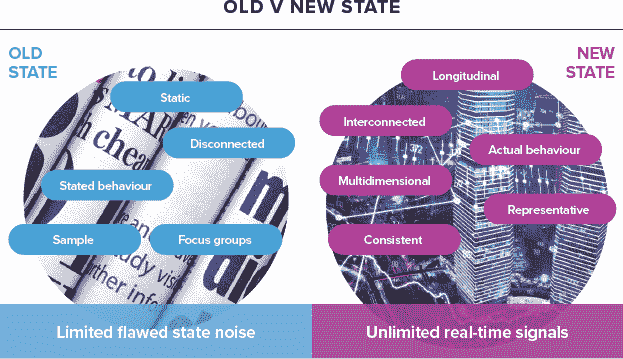 OLD V NEW STATE
OLD
STATE
Static
Disconnected
Stated behaviour
Sample
Focus groups
Limited flawed state noise
NEW
STATE
Longitudinal
Interconnected
Actual behaviour
Multidimensional
Representative
Consistent
Unlimited real-time signals